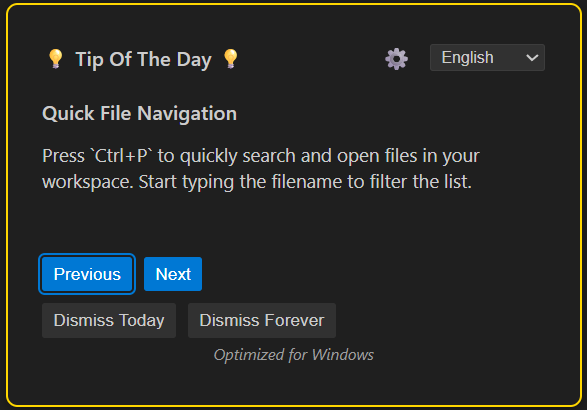 Tip Of The Day
English
Quick File Navigation
Press `Ctrl+P` to quickly search and open files in your
workspace. Start typing the filename to filter the list.
Previous
Next
Dismiss Today
Dismiss Forever
Optimized for Windows